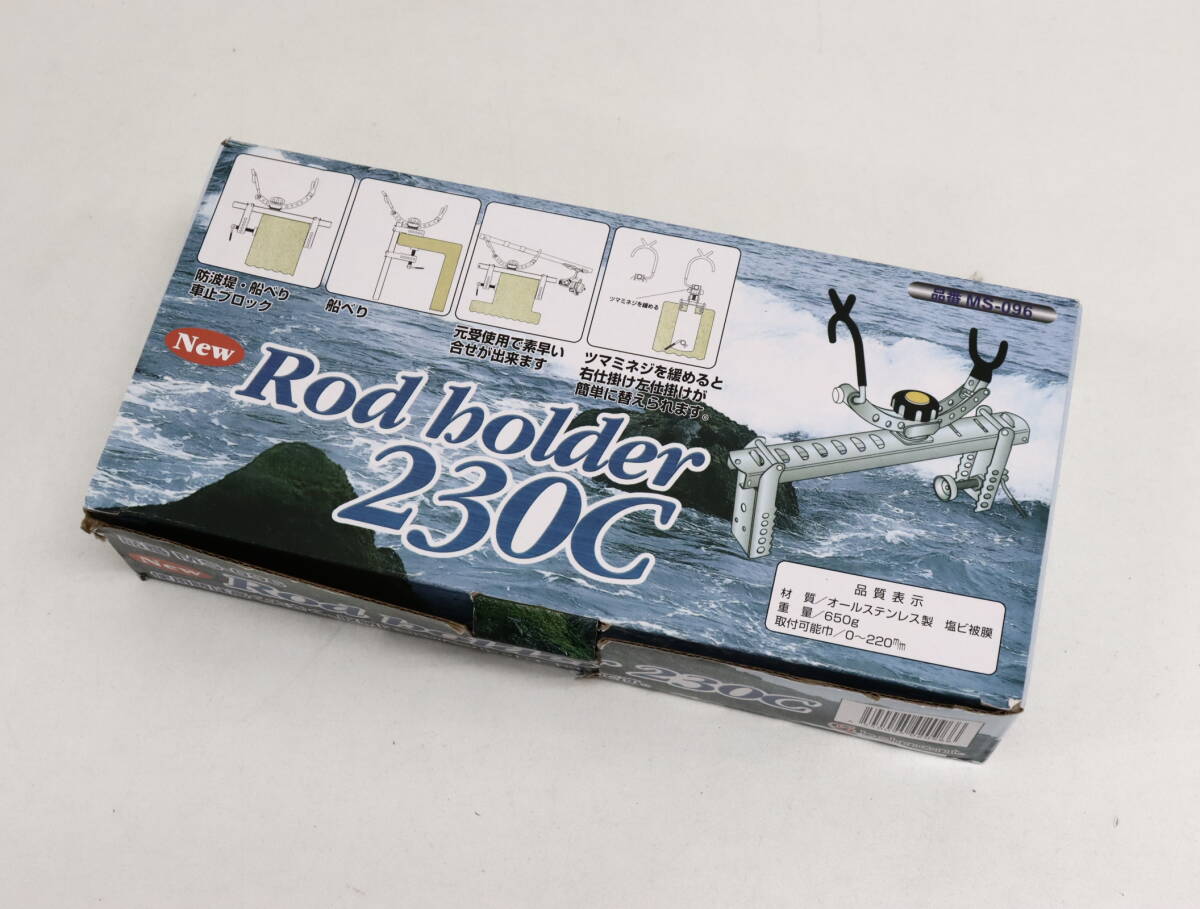 防波堤・船べり
車止ブロック
船べり
元受使用で素早い
合せが出来ます
ツマミネジを緩める
ツマミネジを緩めると
右仕掛け左仕掛けが
簡単に替えられます。
品番 MS-096
New
Rod holder
230C
品質表示
材 質/オールステンレス製 塩ビ被膜
重 量/650g
取付可能巾/0~220mm
New
230C